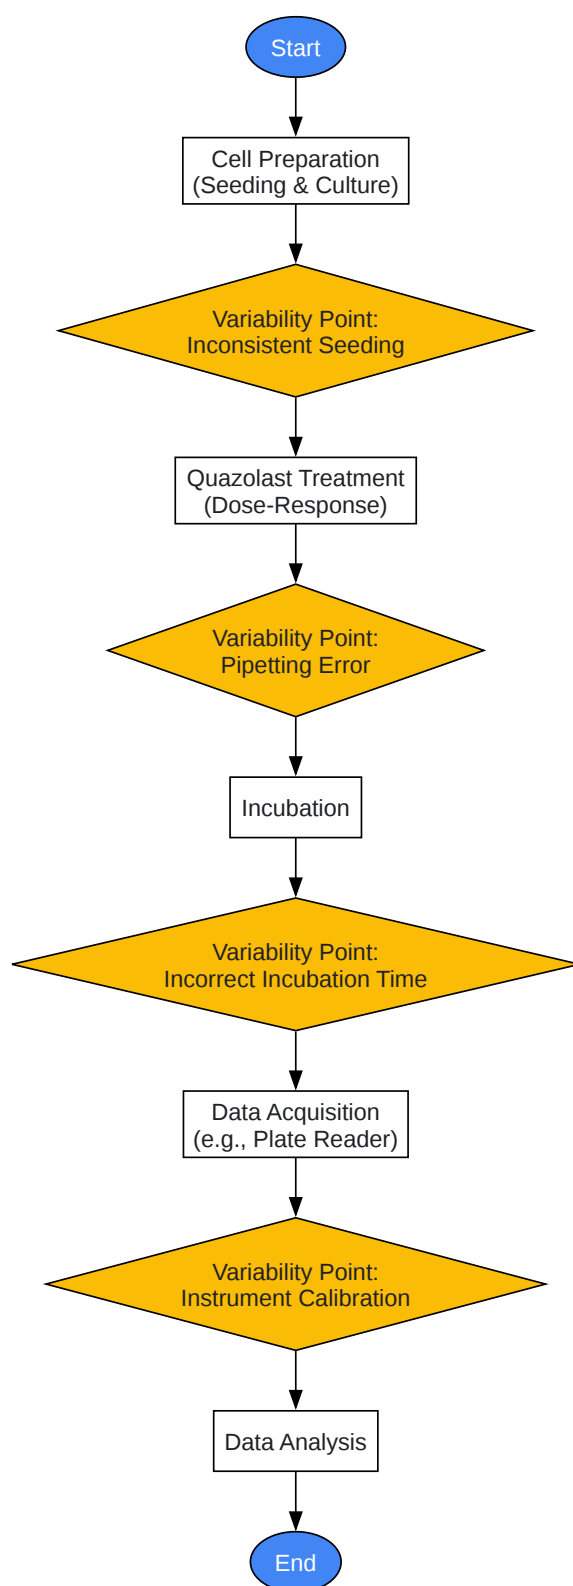 Start
Cell Preparation
(Seeding & Culture)
Variability Point:
Inconsistent Seeding
Quazolast Treatment
(Dose-Response)
Variability Point:
Pipetting Error
Incubation
Variability Point:
Incorrect Incubation Time
Data Acquisition
(e.g., Plate Reader)
Variability Point:
Instrument Calibration
Data Analysis
End